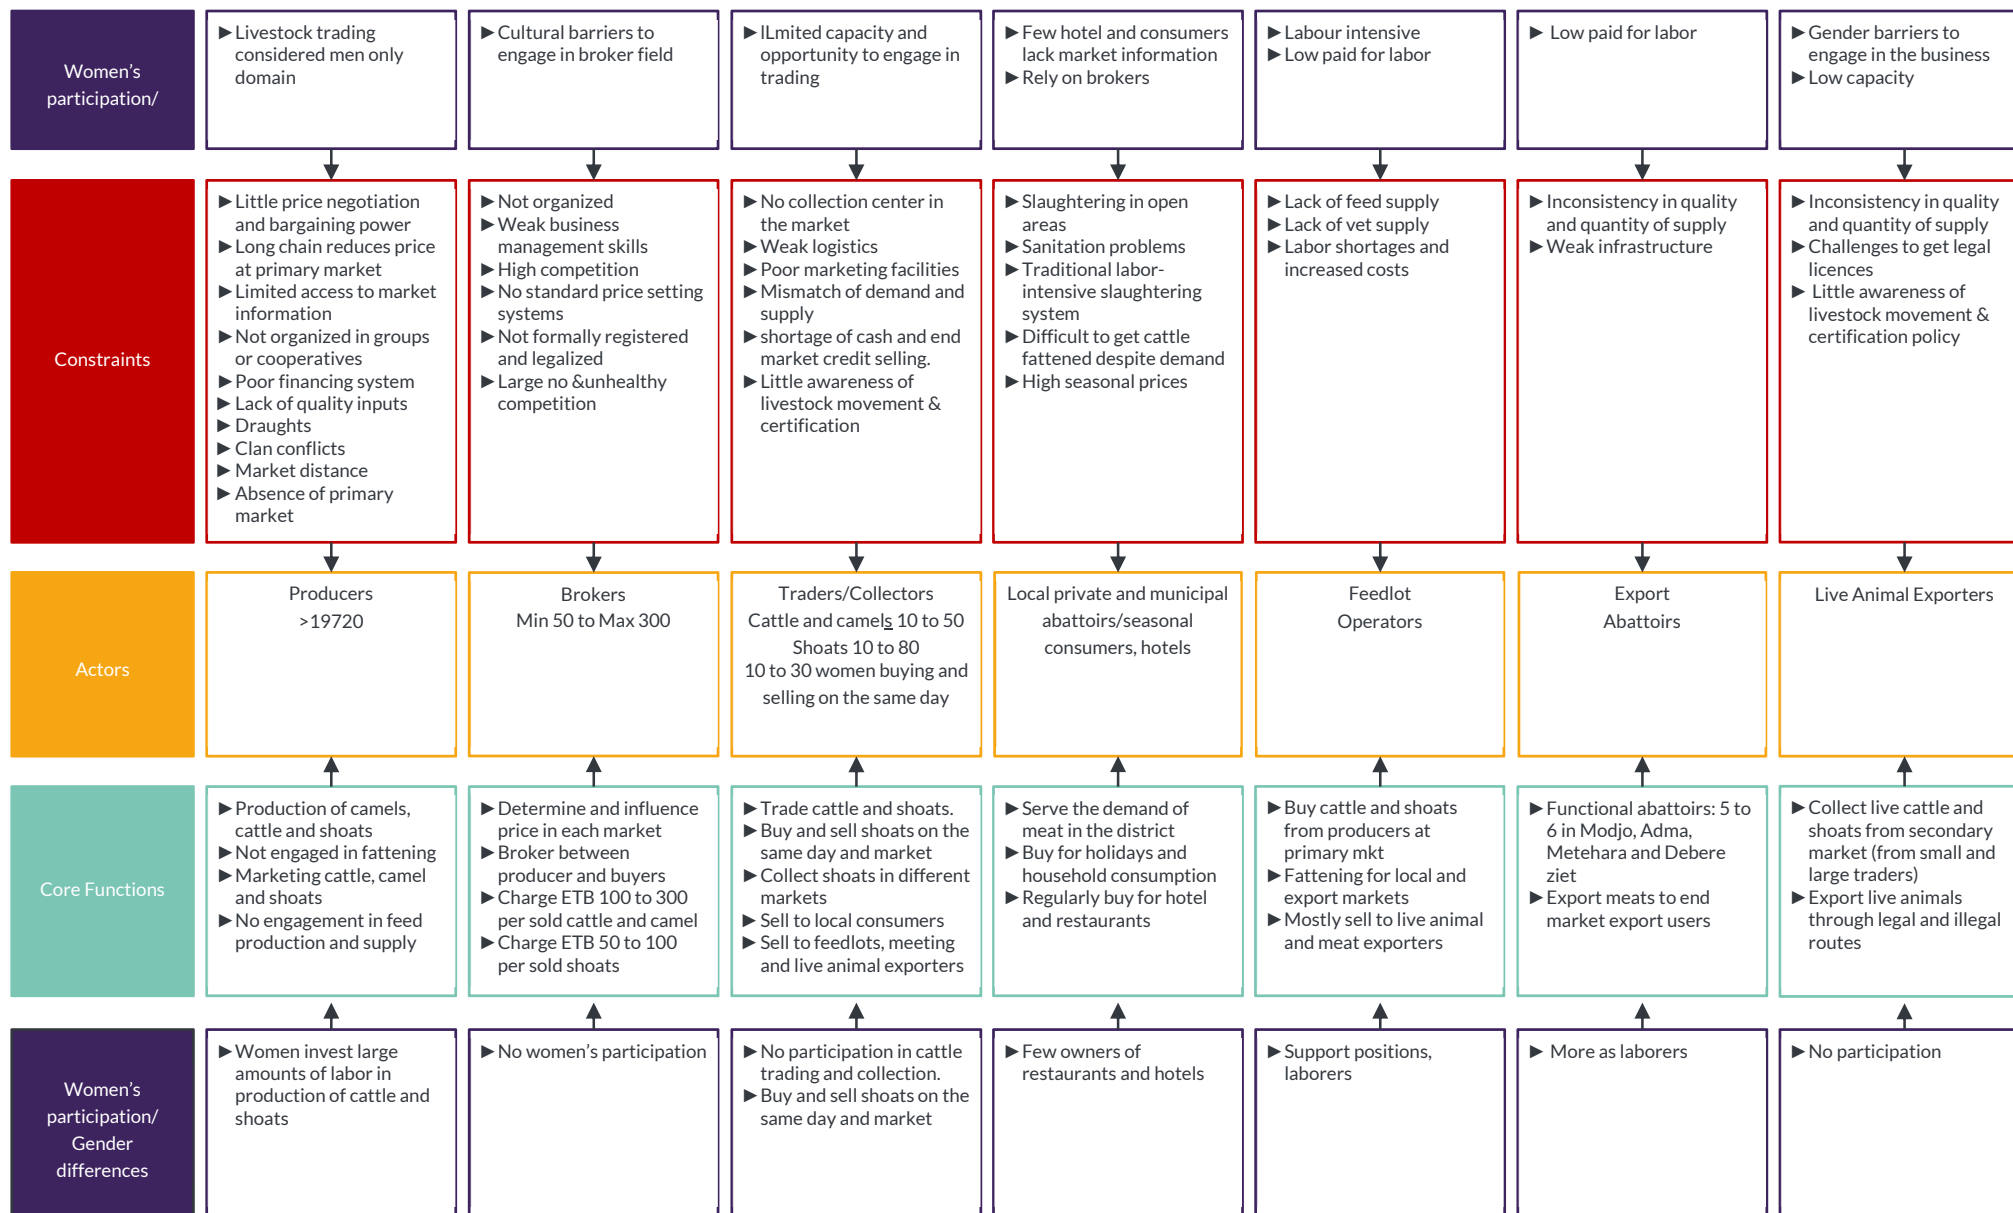 Women's
participation/
►Livestock trading
considered men only
domain
►Cultural barriers to
engage in broker field
►lLmited capacity and
opportunity to engage in
trading
►Few hotel and consumers
lack market information
►Rely on brokers
►Labour intensive
►Low paid for labor
► Low paid for labor
►Gender barriers to
engage in the business
►Low capacity
Constraints
►Little price negotiation
and bargaining power
►Long chain reduces price
at primary market
►Limited access to market
information
►Not organized in groups
or cooperatives
►Poor financing system
►Lack of quality inputs
►Draughts
►Clan conflicts
►Market distance
►Absence of primary
market
►Not organized
►Weak business
management skills
►High competition
►No standard price setting
systems
►Not formally registered
and legalized
►Large no &unhealthy
competition
►No collection center in
the market
►Weak logistics
►Poor marketing facilities
►Mismatch of demand and
supply
►shortage of cash and end
market credit selling.
►Little awareness of
livestock movement &
certification
►Slaughtering in open
areas
►Sanitation problems
►Traditional labor-
intensive slaughtering
system
►Difficult to get cattle
fattened despite demand
►High seasonal prices
►Lack of feed supply
►Lack of vet supply
►Labor shortages and
increased costs
►Inconsistency in quality
and quantity of supply
►Weak infrastructure
►Inconsistency in quality
and quantity of supply
►Challenges to get legal
licences
► Little awareness of
livestock movement &
certification policy
Actors
Producers
>19720
Brokers
Min 50 to Max 300
Traders/Collectors
Cattle and camels 10 to 50
Shoats 10 to 80
10 to 30 women buying and
selling on the same day
Local private and municipal
abattoirs/seasonal
consumers, hotels
Feedlot
Operators
Export
Abattoirs
Live Animal Exporters
Core Functions
►Production of camels,
cattle and shoats
►Not engaged in fattening
►Marketing cattle, camel
and shoats
►No engagement in feed
production and supply
►Determine and influence
price in each market
►Broker between
producer and buyers
►Charge ETB 100 to 300
per sold cattle and camel
►Charge ETB 50 to 100
per sold shoats
►Trade cattle and shoats.
►Buy and sell shoats on the
same day and market
►Collect shoats in different
markets
►Sell to local consumers
►Sell to feedlots, meeting
and live animal exporters
►Serve the demand of
meat in the district
►Buy for holidays and
household consumption
►Regularly buy for hotel
and restaurants
►Buy cattle and shoats
from producers at
primary mkt
►Fattening for local and
export markets
►Mostly sell to live animal
and meat exporters
►Functional abattoirs: 5 to
6 in Modjo, Adma,
Metehara and Debere
ziet
►Export meats to end
market export users
►Collect live cattle and
shoats from secondary
market (from small and
large traders)
►Export live animals
through legal and illegal
routes
Women's
participation/
Gender
differences
►Women invest large
amounts of labor in
production of cattle and
shoats
►No women's participation
►No participation in cattle
trading and collection.
►Buy and sell shoats on the
same day and market
►Few owners of
restaurants and hotels
►Support positions,
laborers
► More as laborers
►No participation